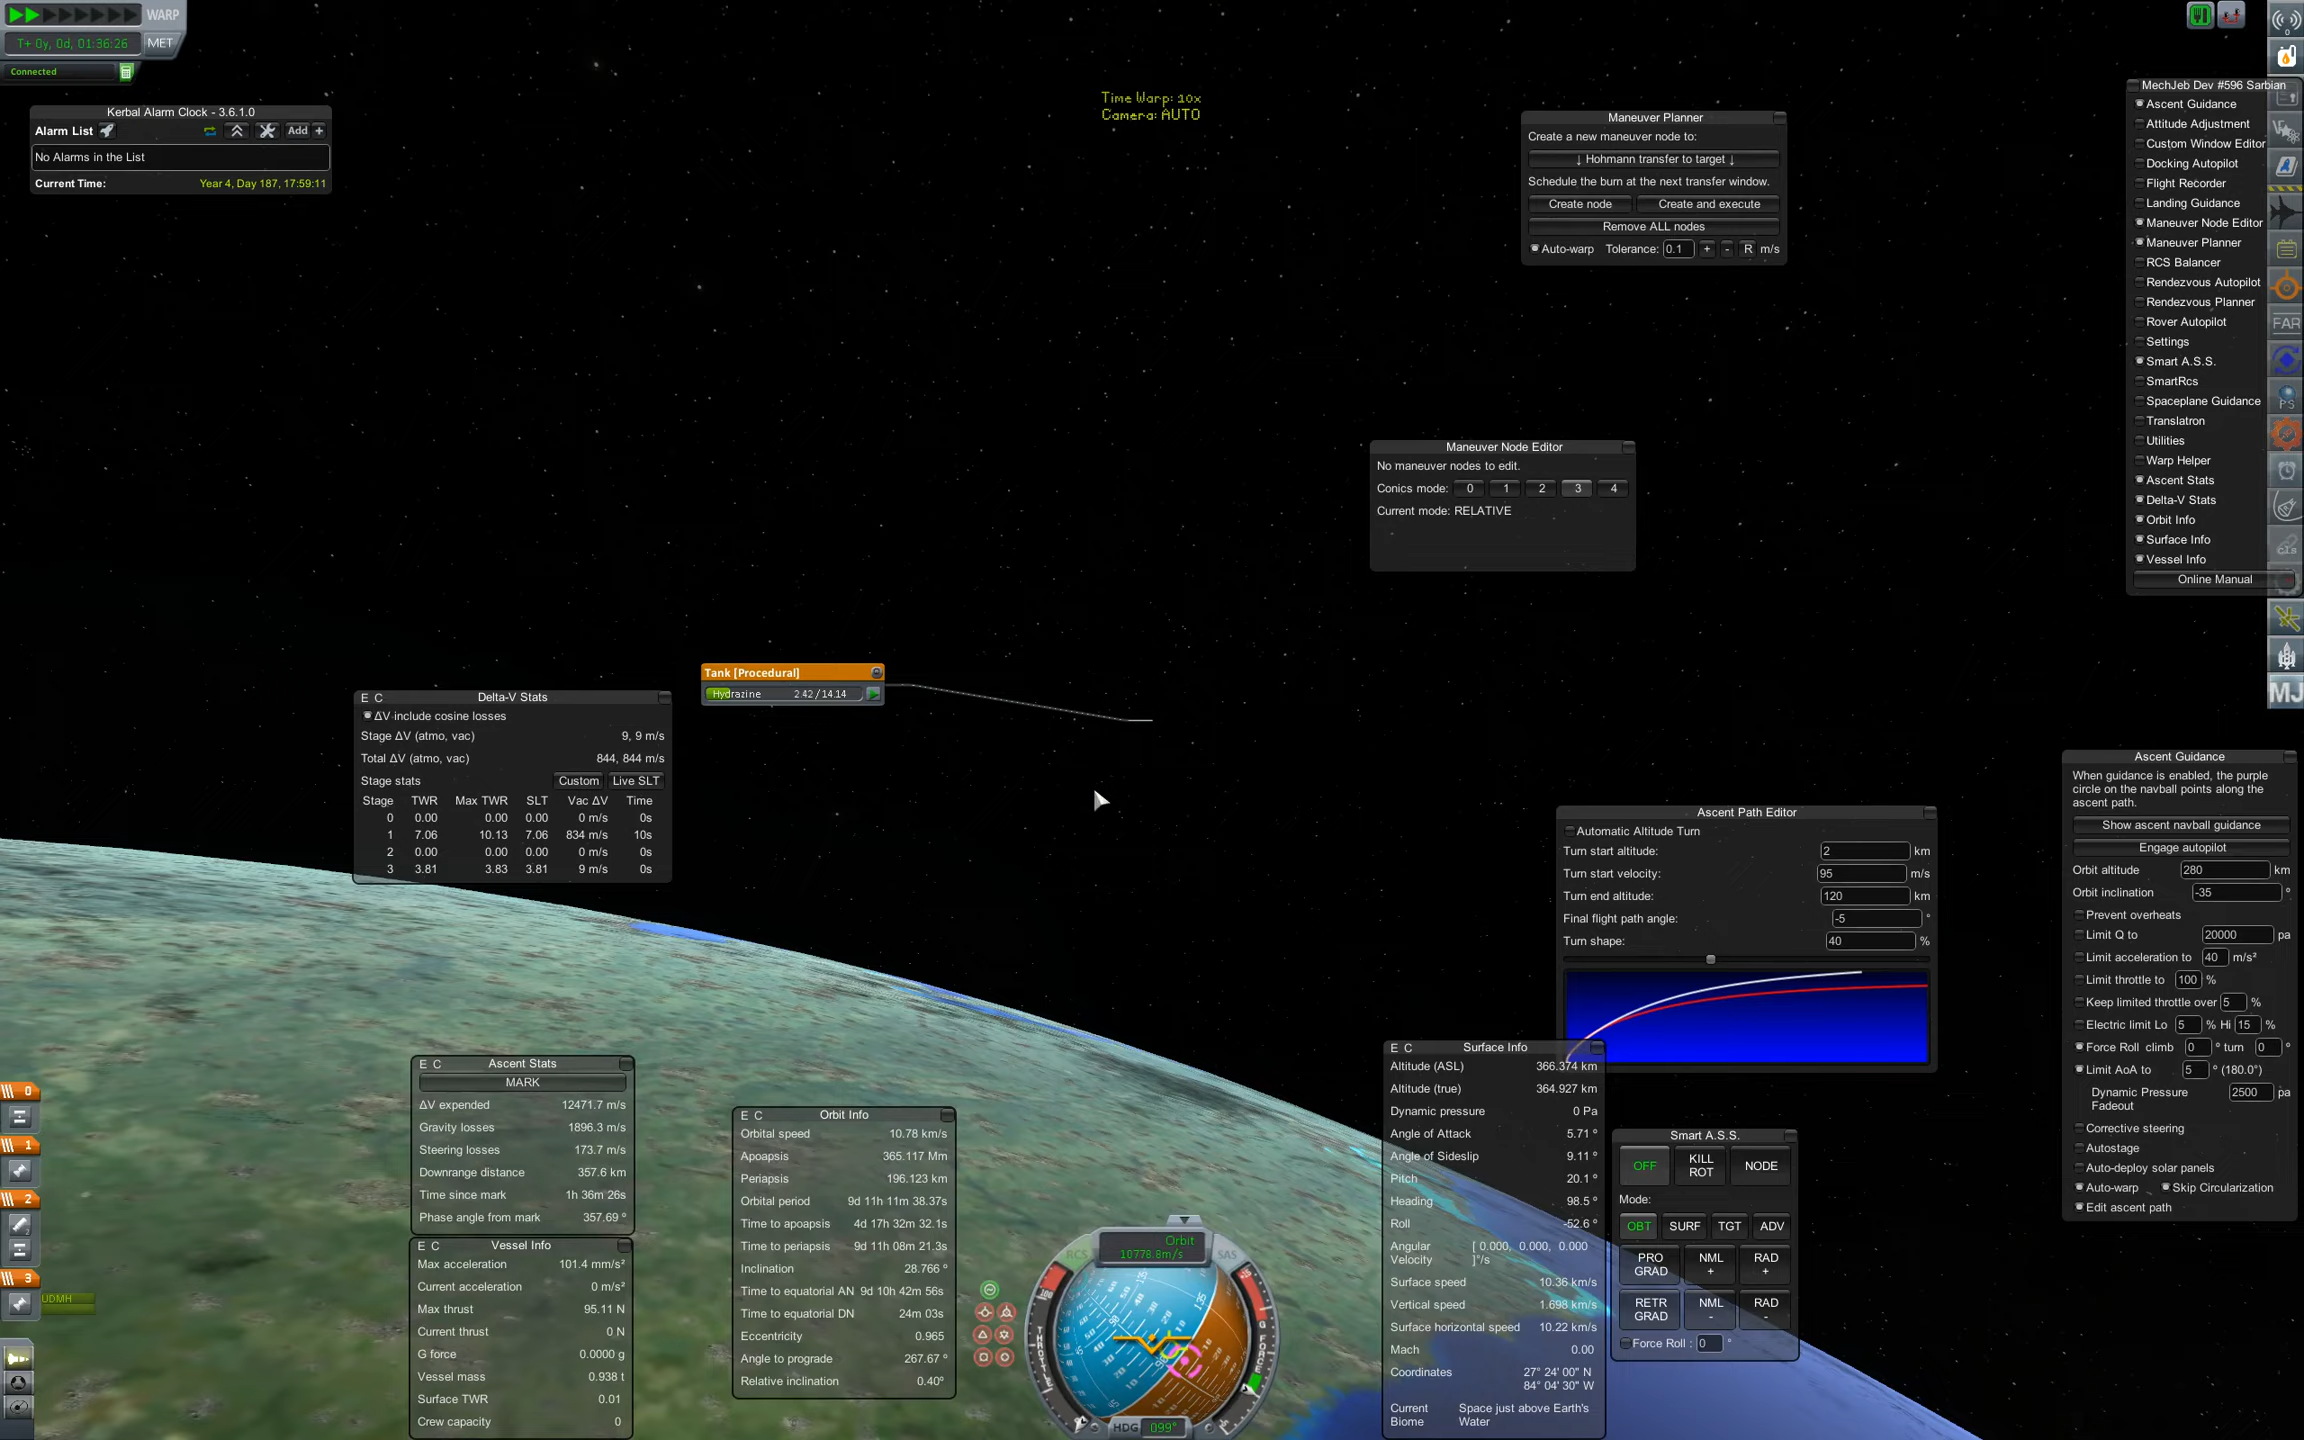 WARP
T+ 0y, 0d, 01:36:26
MET
Connected
Kerbal Alarm Clock - 3.6.1.0
Alarm List
Add +
No Alarms in the List
Current Time: Year 4, Day 187, 17:59:11
Time Warp: 10x
Camera: AUTO
Maneuver Planner
Create a new maneuver node to:
↓ Hohmann transfer to target ↓
Schedule the burn at the next transfer window.
Create node Create and execute
Remove ALL nodes
Auto-warp Tolerance: 0.1 + - R m/s
MechJeb Dev #596 Sarbian
Ascent Guidance
Attitude Adjustment
Custom Window Editor
Docking Autopilot
Flight Recorder
Landing Guidance
Maneuver Node Editor
Maneuver Planner
RCS Balancer
Rendezvous Autopilot
Rendezvous Planner
Rover Autopilot
Settings
Smart A.S.S.
SmartRcs
Spaceplane Guidance
Translatron
Utilities
Warp Helper
Ascent Stats
Delta-V Stats
Orbit Info
Surface Info
Vessel Info
Online Manual
0
FAR
PS
CLS
MJ
Maneuver Node Editor
No maneuver nodes to edit.
Conics mode: 0 1 2 3 4
Current mode: RELATIVE
Tank [Procedural]
Hydrazine 2.42/14.14
E C Delta-V Stats
ΔV include cosine losses
Stage ΔV (atmo, vac) 9, 9 m/s
Total ΔV (atmo, vac) 844, 844 m/s
Stage stats Custom Live SLT
Stage TWR Max TWR SLT Vac ΔV Time
0 0.00 0.00 0.00 0 m/s 0s
1 7.06 10.13 7.06 834 m/s 10s
2 0.00 0.00 0.00 0 m/s 0s
3 3.81 3.83 3.81 9 m/s 0s
Ascent Guidance
When guidance is enabled, the purple
circle on the navball points along the
ascent path.
Show ascent navball guidance
Engage autopilot
Orbit altitude 280 km
Orbit inclination -35 °
Prevent overheats
Limit Q to 20000 pa
Limit acceleration to 40 m/s²
Limit throttle to 100 %
Keep limited throttle over 5 %
Electric limit Lo 5 % Hi 15 %
Force Roll climb 0 ° turn 0 °
Limit AoA to 5 ° (180.0°)
Dynamic Pressure
Fadeout 2500 pa
Corrective steering
Autostage
Auto-deploy solar panels
Auto-warp Skip Circularization
Edit ascent path
Ascent Path Editor
Automatic Altitude Turn
Turn start altitude: 2 km
Turn start velocity: 95 m/s
Turn end altitude: 120 km
Final flight path angle: -5 °
Turn shape: 40 %
E C Ascent Stats
MARK
ΔV expended 12471.7 m/s
Gravity losses 1896.3 m/s
Steering losses 173.7 m/s
Downrange distance 357.6 km
Time since mark 1h 36m 26s
Phase angle from mark 357.69 °
E C Vessel Info
Max acceleration 101.4 mm/s²
Current acceleration 0 m/s²
Max thrust 95.11 N
Current thrust 0 N
G force 0.0000 g
Vessel mass 0.938 t
Surface TWR 0.01
Crew capacity 0
E C Orbit Info
Orbital speed 10.78 km/s
Apoapsis 365.117 Mm
Periapsis 196.123 km
Orbital period 9d 11h 11m 38.37s
Time to apoapsis 4d 17h 32m 32.1s
Time to periapsis 9d 11h 08m 21.3s
Inclination 28.766 °
Time to equatorial AN 9d 10h 42m 56s
Time to equatorial DN 24m 03s
Eccentricity 0.965
Angle to prograde 267.67 °
Relative inclination 0.40°
E C Surface Info
Altitude (ASL) 366.374 km
Altitude (true) 364.927 km
Dynamic pressure 0 Pa
Angle of Attack 5.71 °
Angle of Sideslip 9.11 °
Pitch 20.1 °
Heading 98.5 °
Roll -52.6 °
Angular [ 0.000, 0.000, 0.000
Velocity ]°/s
Surface speed 10.36 km/s
Vertical speed 1.698 km/s
Surface horizontal speed 10.22 km/s
Mach 0.00
Coordinates 27° 24' 00" N
84° 04' 30" W
Current Space just above Earth's
Biome Water
Smart A.S.S.
OFF KILL ROT NODE
Mode:
OBT SURF TGT ADV
PRO GRAD NML + RAD +
RETR GRAD NML - RAD -
Force Roll : 0 °
Orbit
10778.8m/s
RCS SAS
THROTTLE
G FORCE
HDG 099°
0
1
2
3
UDMH